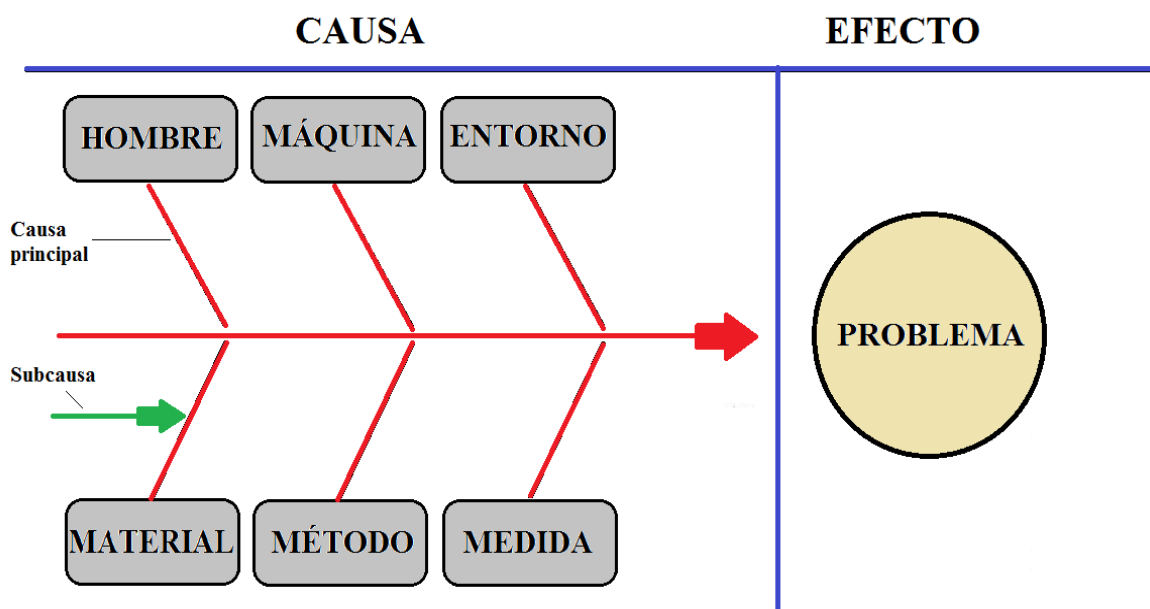 CAUSA
EFECTO
HOMBRE
MÁQUINA
ENTORNO
Causa
principal
PROBLEMA
Subcausa
MATERIAL
MÉTODO
MEDIDA